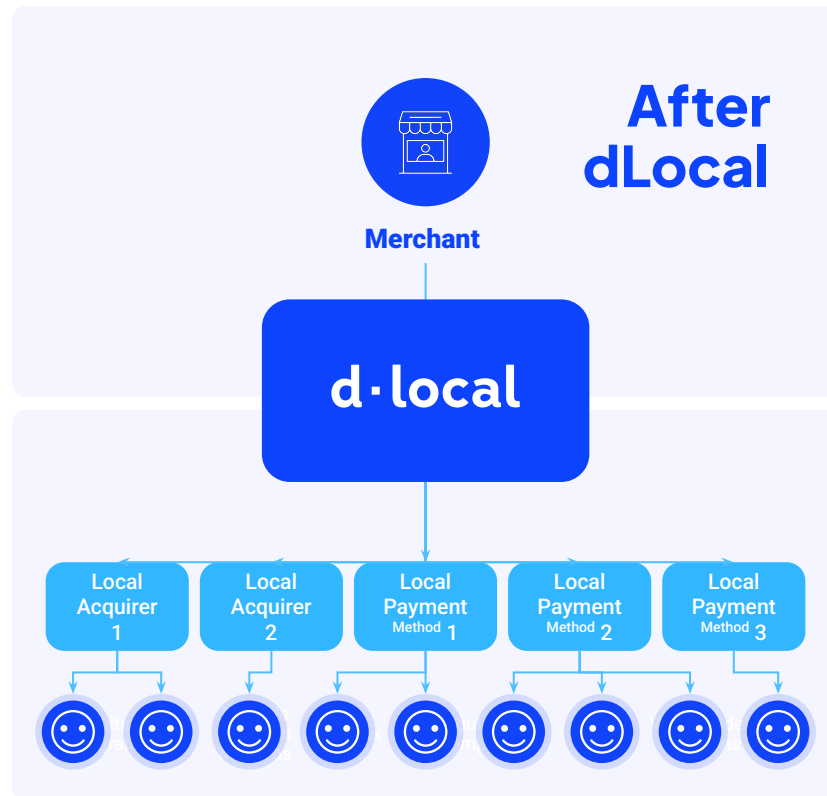 After
dLocal
Merchant
d·local
Local
Acquirer
1
Local
Acquirer
2
Local
Payment
Method 1
Local
Payment
Method 2
Local
Payment
Method 3